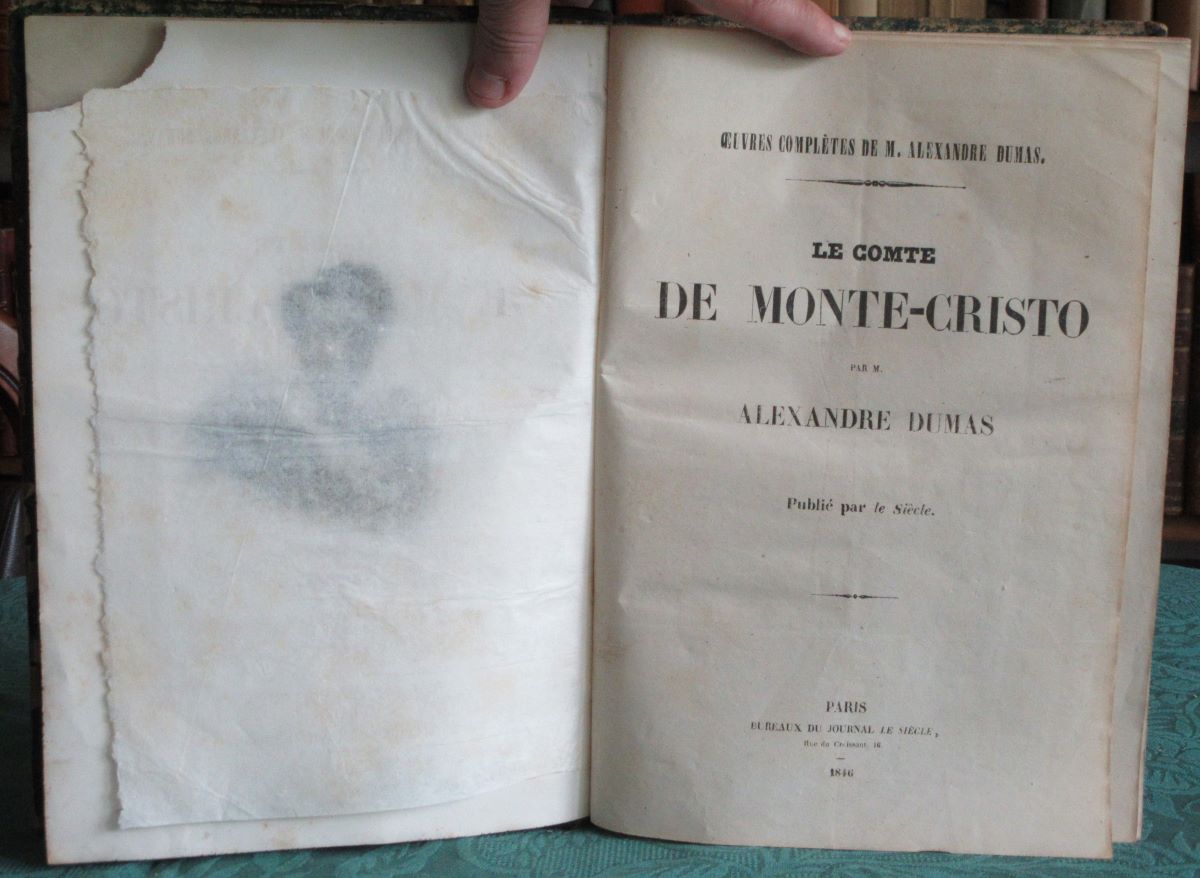 ŒUVRES COMPLÈTES DE M. ALEXANDRE DUMAS.
LE COMTE
DE MONTE-CRISTO
PAR M.
ALEXANDRE DUMAS
Publié par le Siècle.
PARIS
BUREAUX DU JOURNAL LE SIÈCLE,
Rue du Croissant, 16.
—
1846